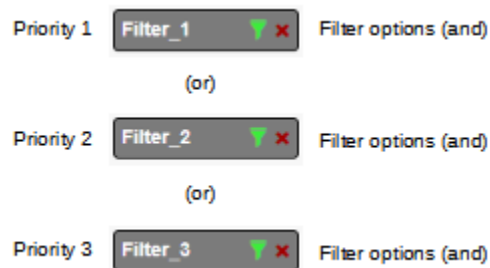 Priority 1 Filter_1 Filter options (and)
(or)
Priority 2 Filter_2 Filter options (and)
(or)
Priority 3 Filter_3 Filter options (and)